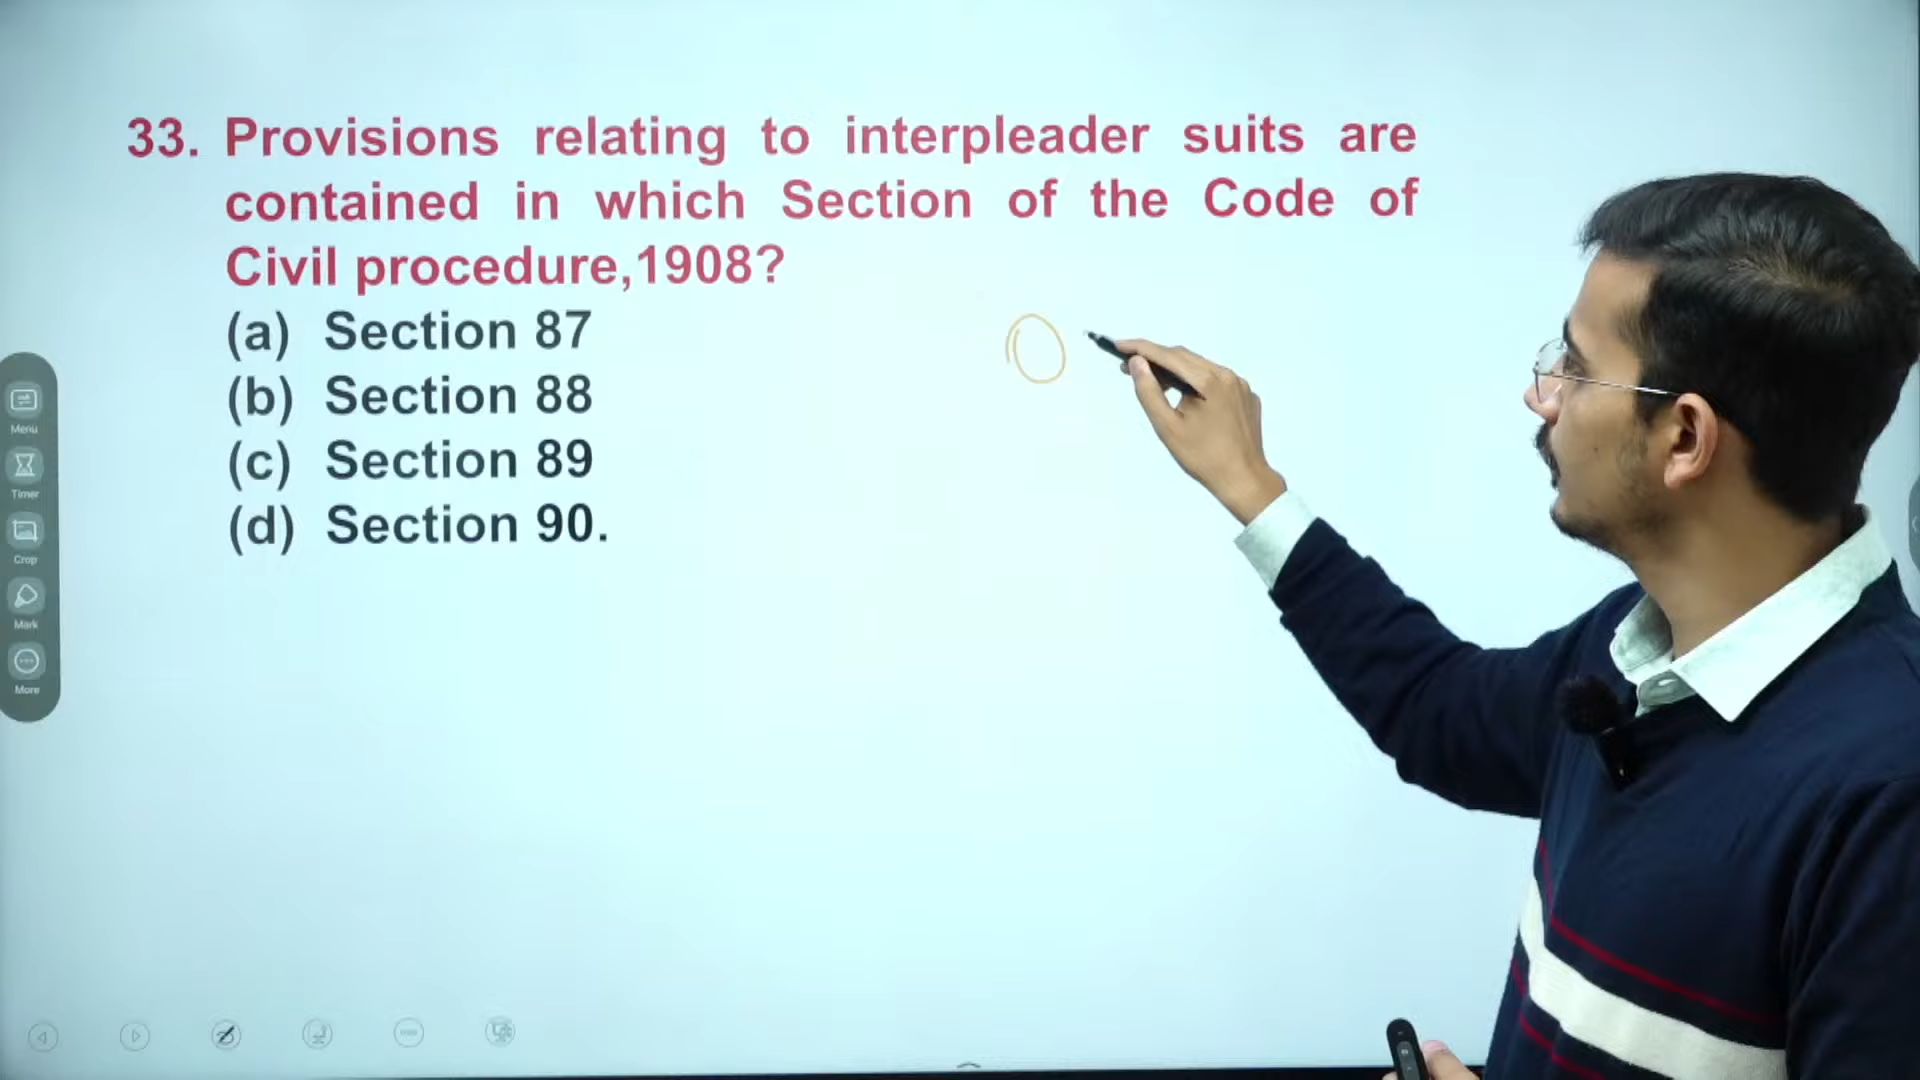 33. Provisions relating to interpleader suits are
contained in which Section of the Code of
Civil procedure,1908?
(a) Section 87
(b) Section 88
(c) Section 89
(d) Section 90.
Menu
Timer
Crop
Mark
More